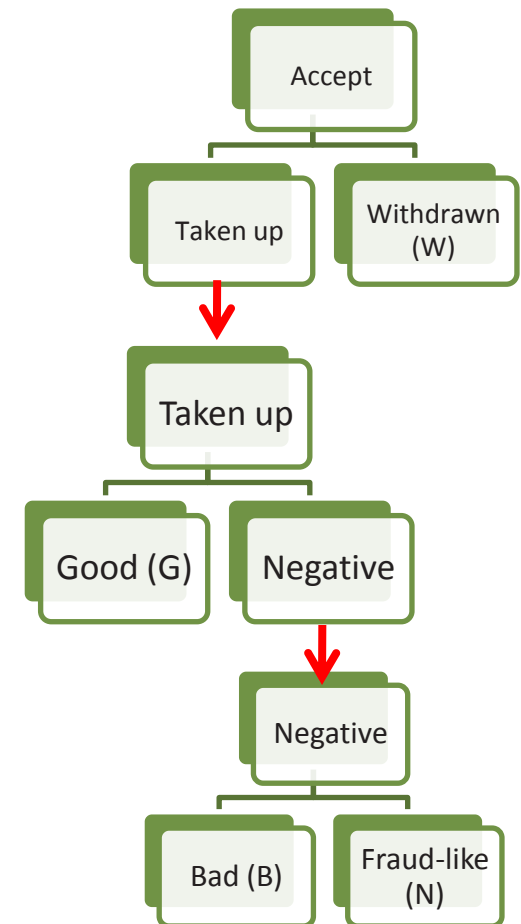 Accept
Taken up
Withdrawn
(W)
Taken up
Good (G)
Negative
Negative
Bad (B)
Fraud-like
(N)